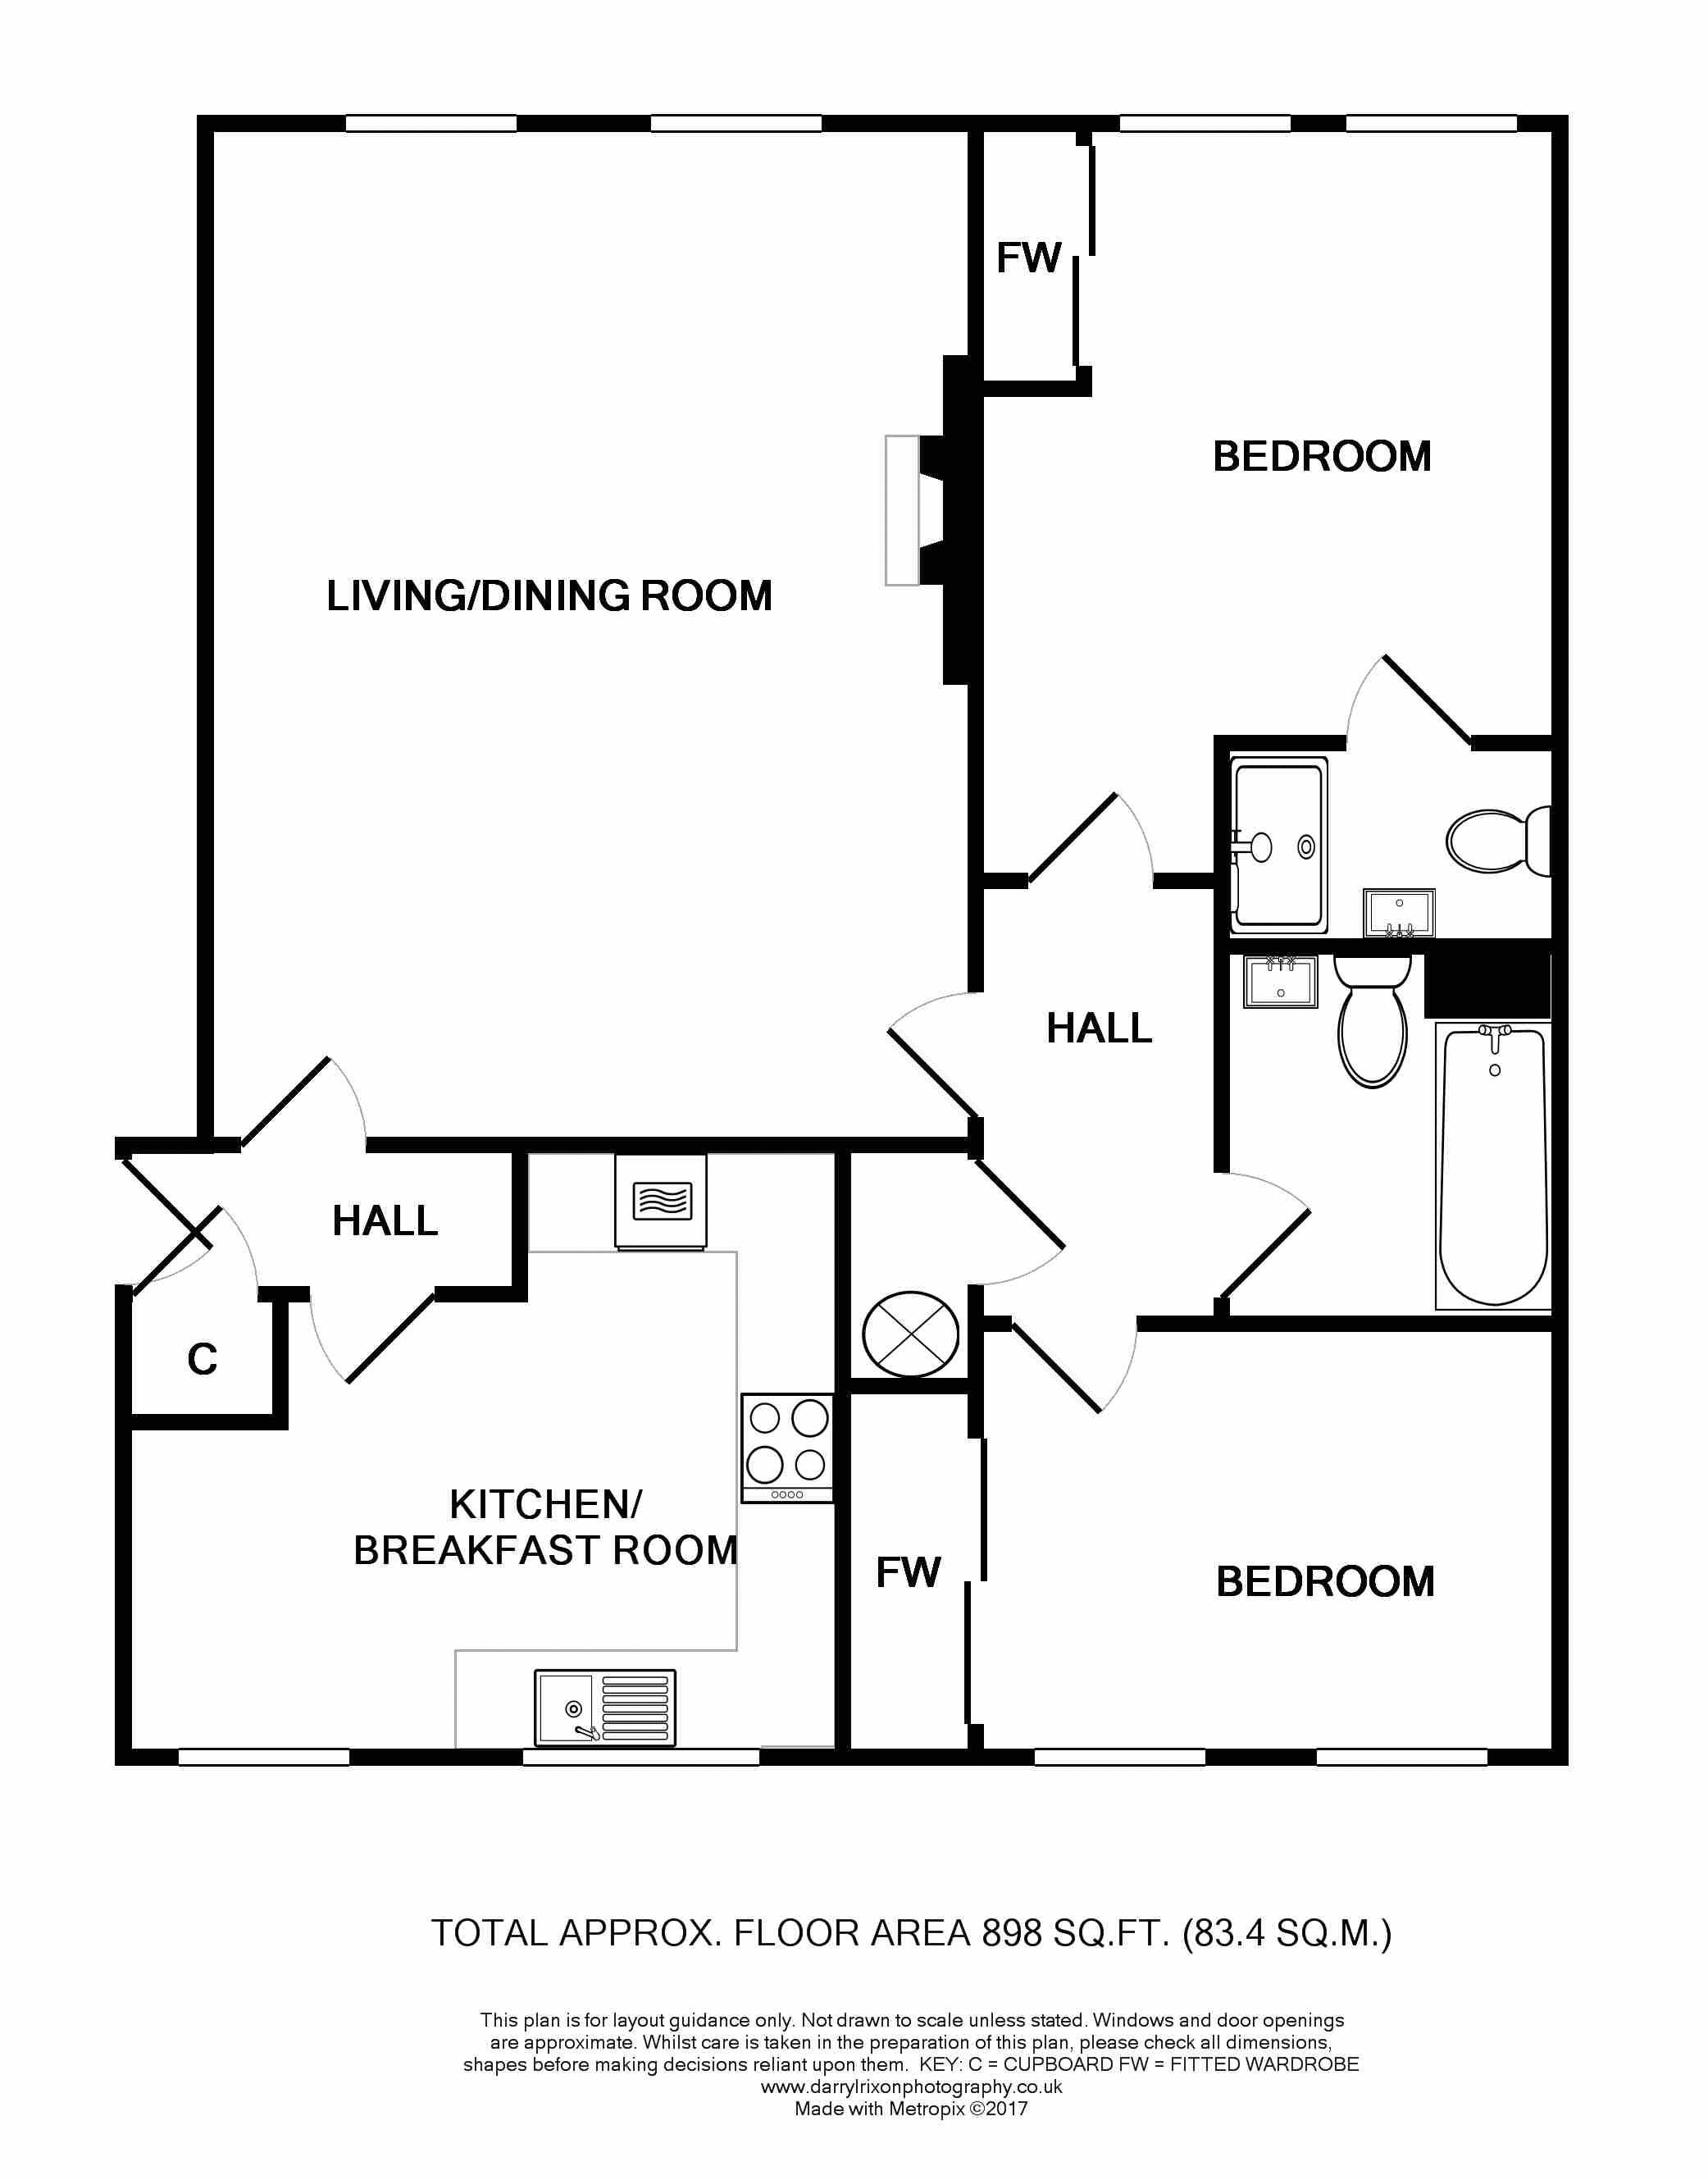 FW
BEDROOM
LIVING/DINING ROOM
HALL
HALL
C
KITCHEN/
BREAKFAST ROOM
FW
BEDROOM
TOTAL APPROX. FLOOR AREA 898 SQ.FT. (83.4 SQ.M.)
This plan is for layout guidance only. Not drawn to scale unless stated. Windows and door openings
are approximate. Whilst care is taken in the preparation of this plan, please check all dimensions,
shapes before making decisions reliant upon them.  KEY: C = CUPBOARD FW = FITTED WARDROBE
www.darrylrixonphotography.co.uk
Made with Metropix ©2017